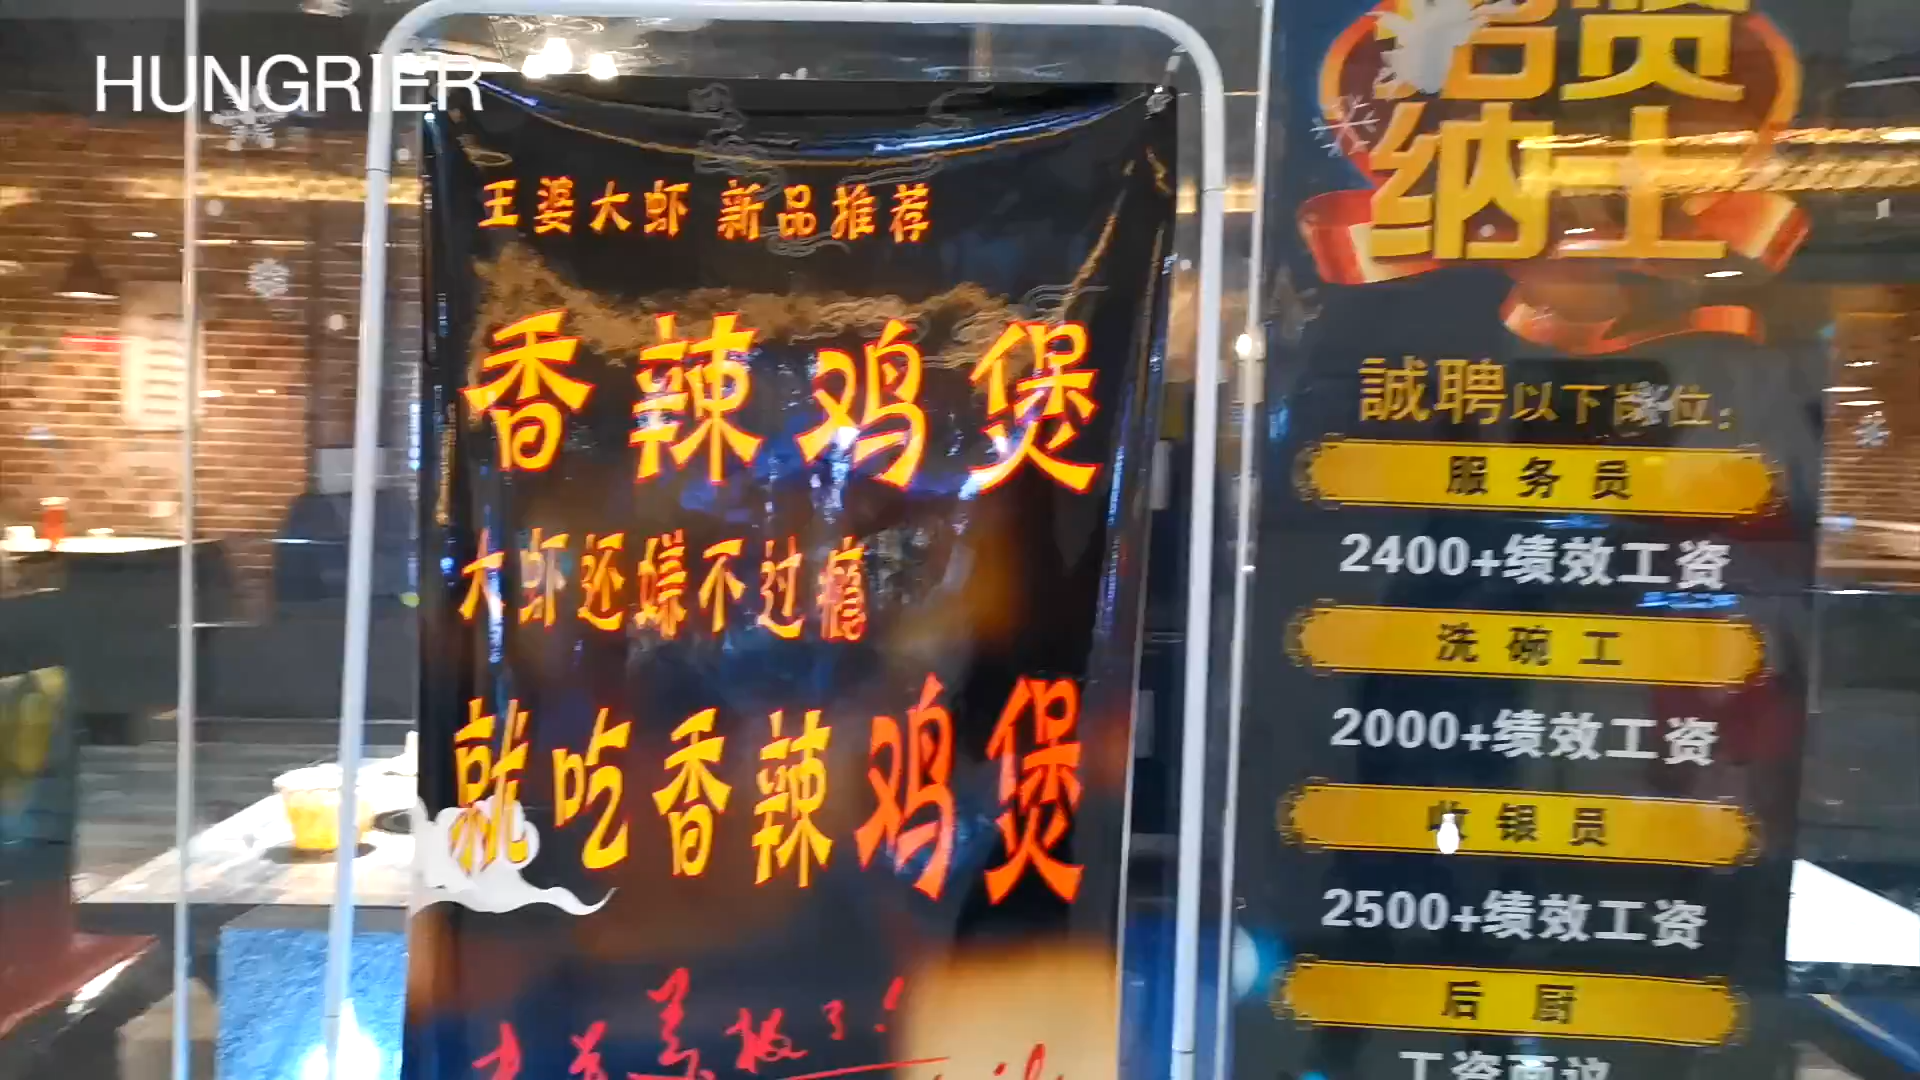 HUNGRIER
王婆大虾 新品推荐
香辣鸡煲
大虾还嫌不过瘾
就吃香辣鸡煲
招贤
纳士
誠聘以下岗位:
服务员
2400+绩效工资
洗碗工
2000+绩效工资
收银员
2500+绩效工资
后厨
工资面议